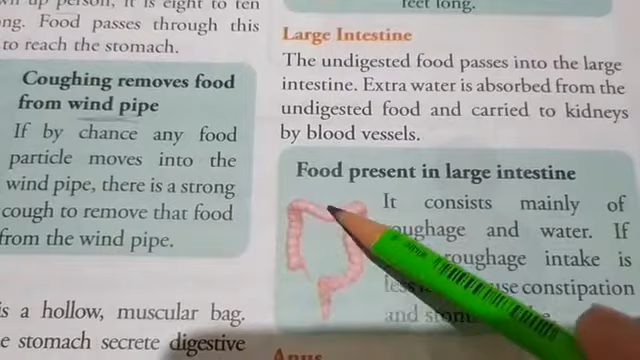 wn up person, it is eight to ten
ng. Food passes through this
to reach the stomach.
Coughing removes food
from wind pipe
If by chance any food
particle moves into the
wind pipe, there is a strong
cough to remove that food
from the wind pipe.
is a hollow, muscular bag.
e stomach secrete digestive
feet long.
Large Intestine
The undigested food passes into the large
intestine. Extra water is absorbed from the
undigested food and carried to kidneys
by blood vessels.
Food present in large intestine
It consists mainly of
roughage and water. If
roughage intake is
use constipation
and
Anus